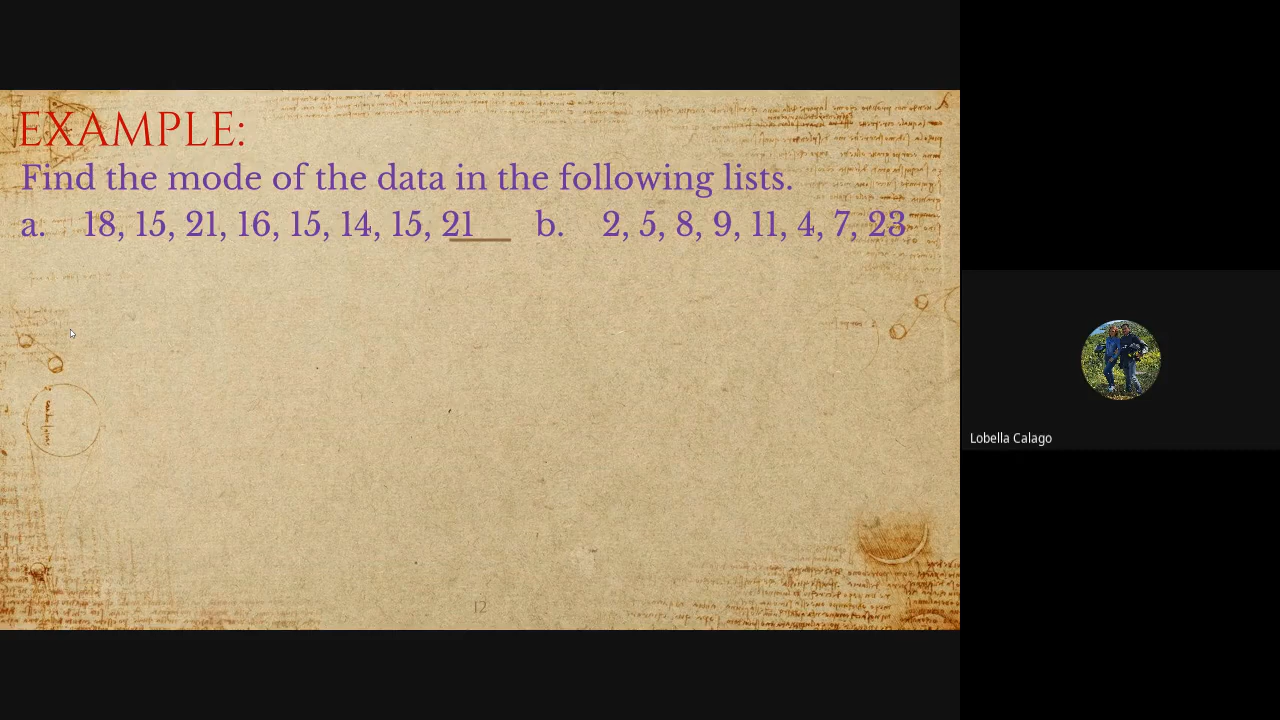 EXAMPLE:
Find the mode of the data in the following lists.
a. 18, 15, 21, 16, 15, 14, 15, 21 b. 2, 5, 8, 9, 11, 4, 7, 23
12
Lobella Calago